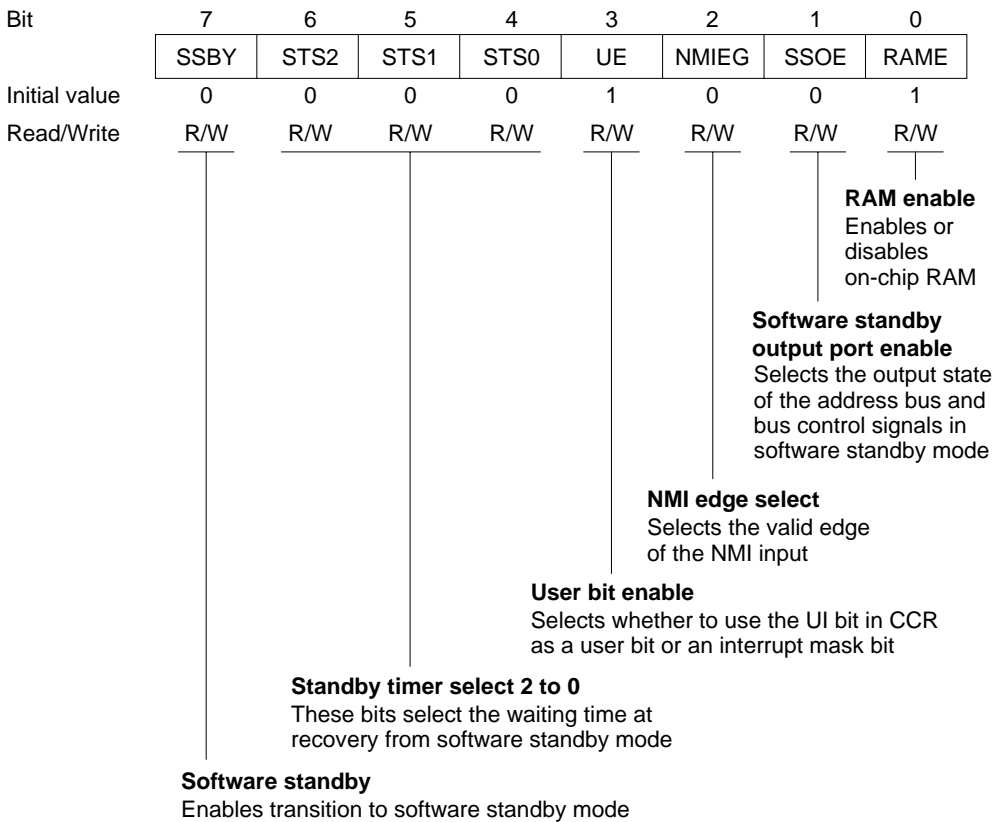 Bit 7 6 5 4 3 2 1 0
SSBY STS2 STS1 STS0 UE NMIEG SSOE RAME
Initial value 0 0 0 0 1 0 0 1
Read/Write R/W R/W R/W R/W R/W R/W R/W R/W
RAM enable
Enables or
disables
on-chip RAM
Software standby
output port enable
Selects the output state
of the address bus and
bus control signals in
software standby mode
NMI edge select
Selects the valid edge
of the NMI input
User bit enable
Selects whether to use the UI bit in CCR
as a user bit or an interrupt mask bit
Standby timer select 2 to 0
These bits select the waiting time at
recovery from software standby mode
Software standby
Enables transition to software standby mode